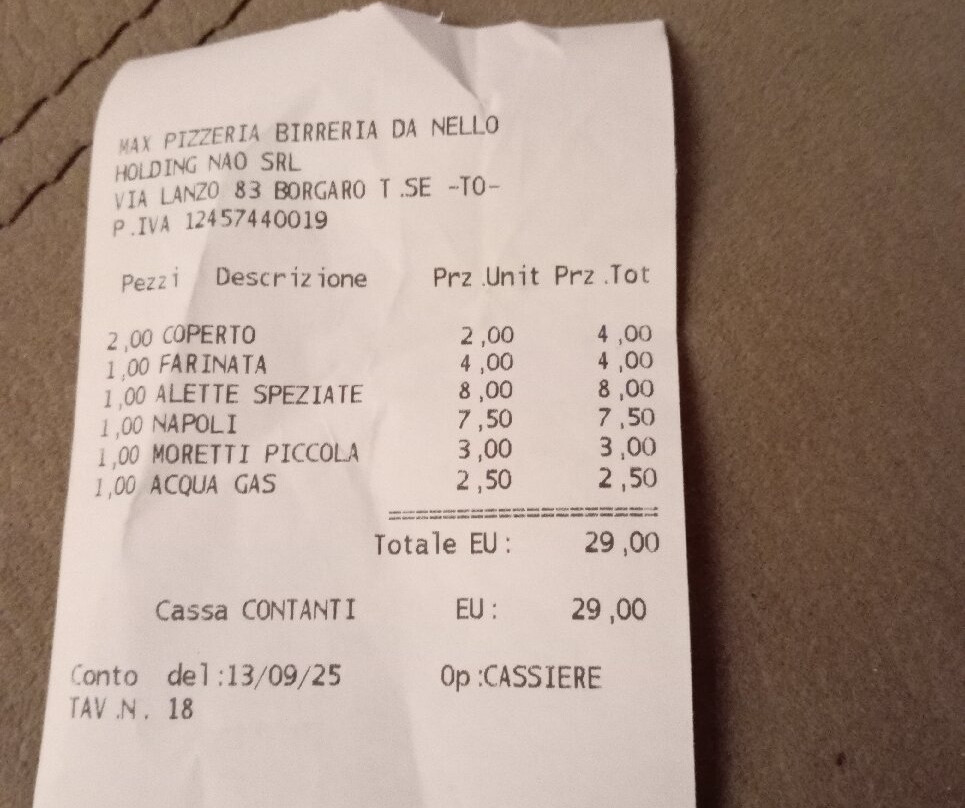 MAX PIZZERIA BIRRERIA DA NELLO
HOLDING NAO SRL
VIA LANZO 83 BORGARO T.SE -TO-
P.IVA 12457440019
Pezzi Descrizione Prz.Unit Prz.Tot
2,00 COPERTO 2,00 4,00
1,00 FARINATA 4,00 4,00
1,00 ALETTE SPEZIATE 8,00 8,00
1,00 NAPOLI 7,50 7,50
1,00 MORETTI PICCOLA 3,00 3,00
1,00 ACQUA GAS 2,50 2,50
===================
Totale EU: 29,00
Cassa CONTANTI EU: 29,00
Conto del:13/09/25 Op:CASSIERE
TAV.N. 18